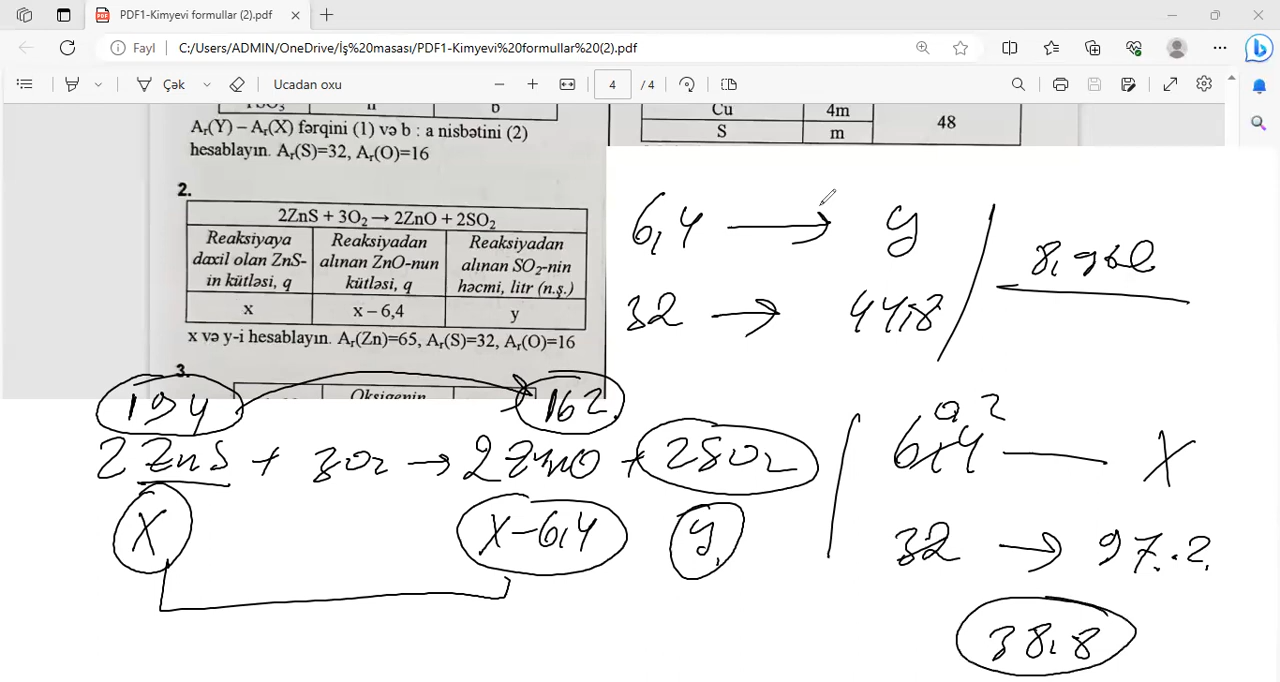 PDF1-Kimyevi formullar (2).pdf
Fayl C:/Users/ADMIN/OneDrive/İş%20masası/PDF1-Kimyevi%20formullar%20(2).pdf
Çək Ucadan oxu 4 / 4
n b
Aᵣ(Y) – Aᵣ(X) fərqini (1) və b : a nisbətini (2)
hesablayın. Aᵣ(S)=32, Aᵣ(O)=16
Cu 4m
S m 48
2.
2ZnS + 3O₂ → 2ZnO + 2SO₂
Reaksiyaya daxil olan ZnS-in kütləsi, q
Reaksiyadan alınan ZnO-nun kütləsi, q
Reaksiyadan alınan SO₂-nin həcmi, litr (n.ş.)
x x – 6,4 y
x və y-i hesablayın. Aᵣ(Zn)=65, Aᵣ(S)=32, Aᵣ(O)=16
3.
Oksigenin
6,4 → y
32 → 44,8
8,96 l
194 162
2ZnS + 3O₂ → 2ZnO + 2SO₂
x x-6,4 y
0,2
6,4 — x
32 → 97.2
38,8